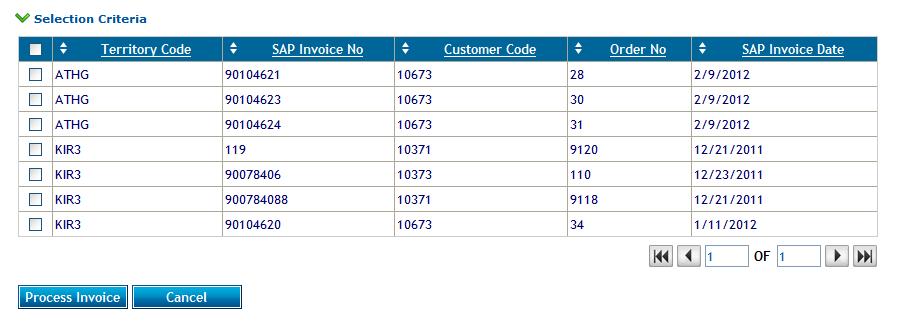 Selection Criteria
Territory Code SAP Invoice No Customer Code Order No SAP Invoice Date
ATHG 90104621 10673 28 2/9/2012
ATHG 90104623 10673 30 2/9/2012
ATHG 90104624 10673 31 2/9/2012
KIR3 119 10371 9120 12/21/2011
KIR3 90078406 10373 110 12/23/2011
KIR3 900784088 10371 9118 12/21/2011
KIR3 90104620 10673 34 1/11/2012
1 OF 1
Process Invoice Cancel